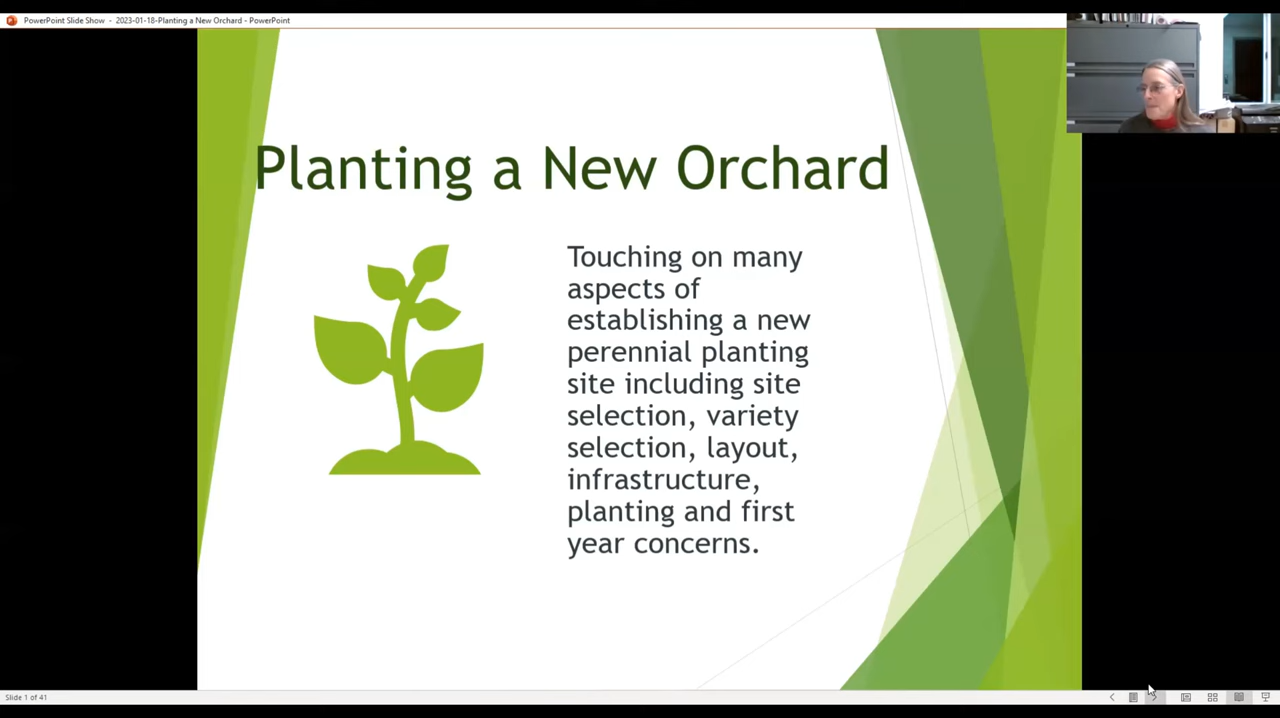 PowerPoint Slide Show - 2023-01-18-Planting a New Orchard - PowerPoint
Planting a New Orchard
Touching on many
aspects of
establishing a new
perennial planting
site including site
selection, variety
selection, layout,
infrastructure,
planting and first
year concerns.
Slide 1 of 41